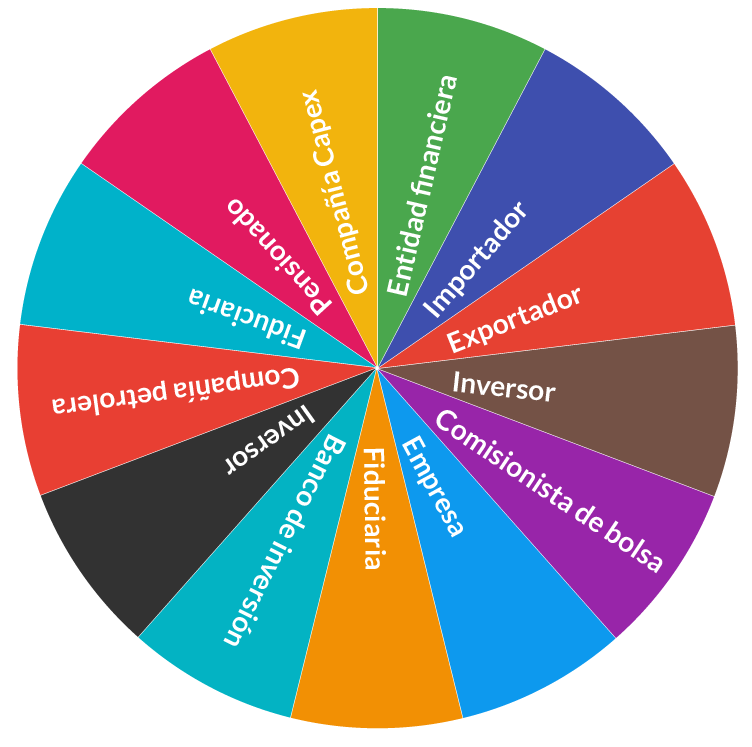 Entidad financiera
Importador
Exportador
Inversor
Comisionista de bolsa
Empresa
Fiduciaria
Banco de inversión
Inversor
Compañía petrolera
Fiduciaria
Pensionado
Compañía Capex